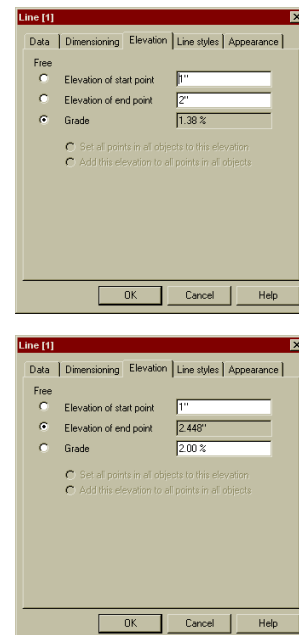 Line [1]
Data Dimensioning Elevation Line styles Appearance
Free
Elevation of start point 1"
Elevation of end point 2"
Grade 1.38 %
Set all points in all objects to this elevation
Add this elevation to all points in all objects
OK Cancel Help
Line [1]
Data Dimensioning Elevation Line styles Appearance
Free
Elevation of start point 1"
Elevation of end point 2.448"
Grade 2.00 %
Set all points in all objects to this elevation
Add this elevation to all points in all objects
OK Cancel Help